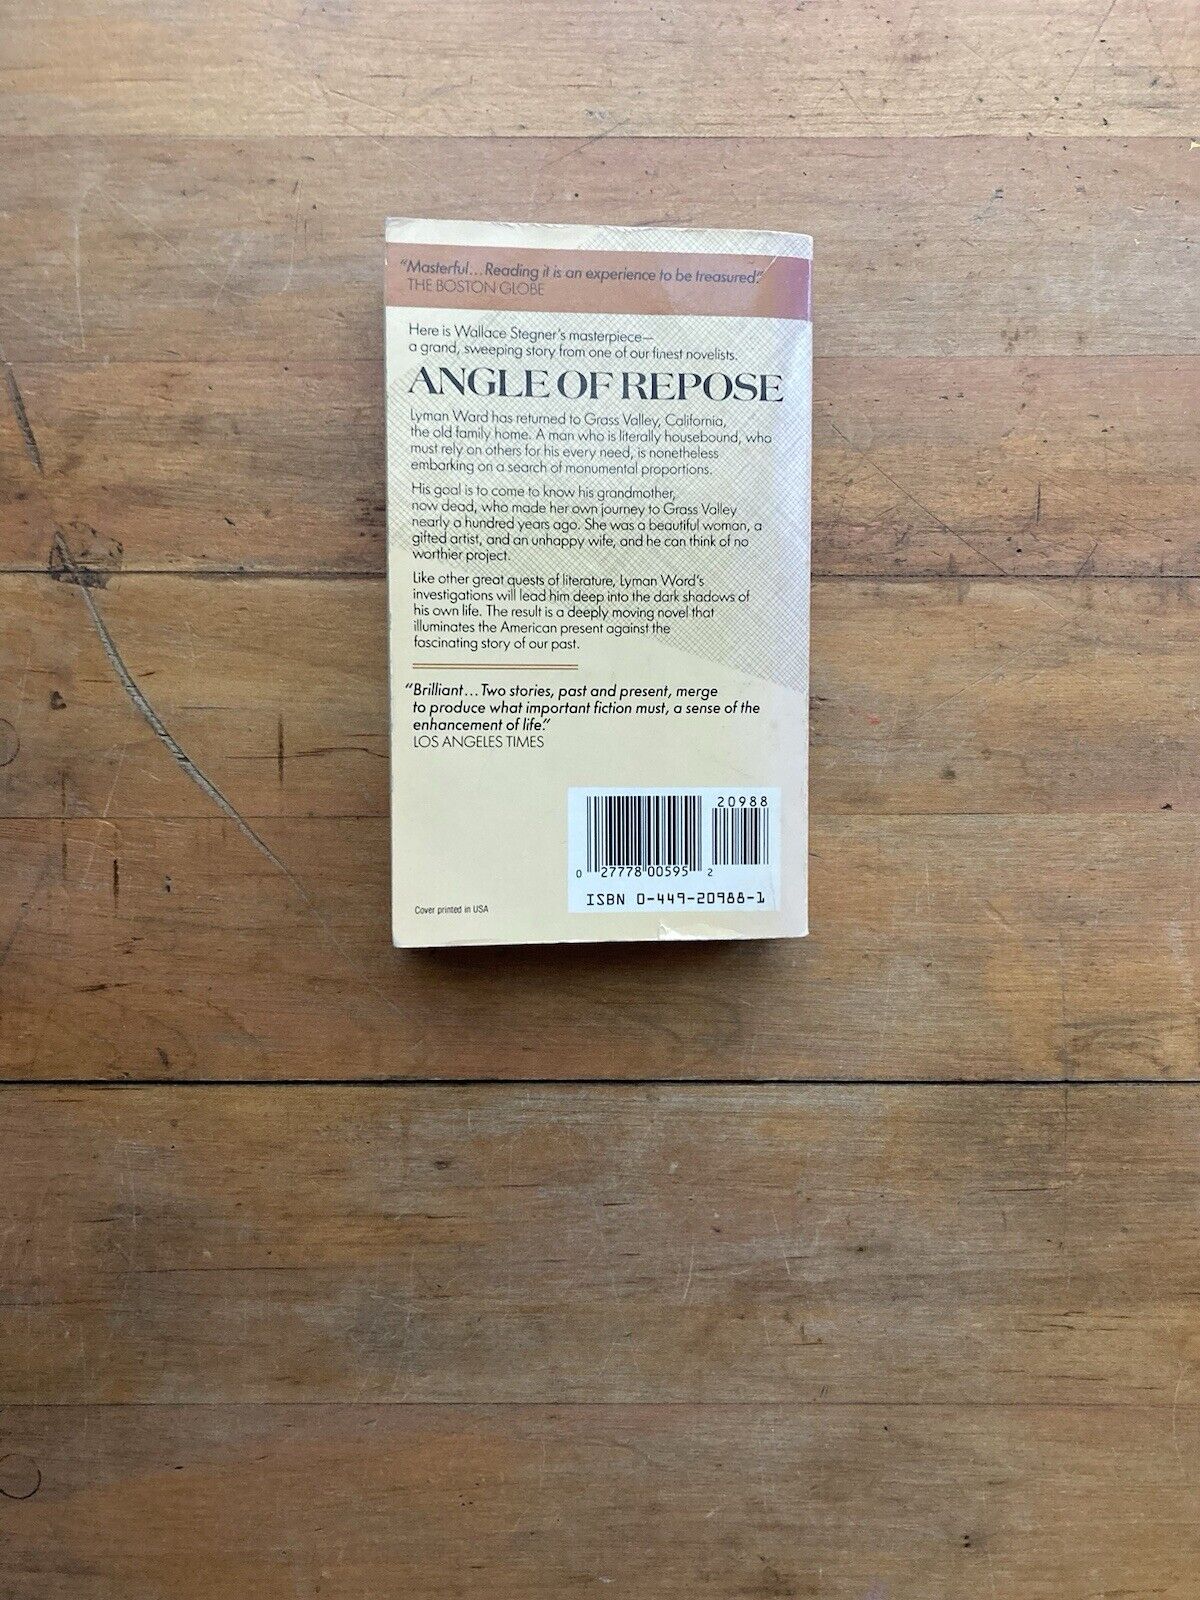 “Masterful...Reading it is an experience to be treasured.”
THE BOSTON GLOBE
Here is Wallace Stegner's masterpiece—
a grand, sweeping story from one of our finest novelists.
ANGLE OF REPOSE
Lyman Ward has returned to Grass Valley, California,
the old family home. A man who is literally housebound, who
must rely on others for his every need, is nonetheless
embarking on a search of monumental proportions.
His goal is to come to know his grandmother,
now dead, who made her own journey to Grass Valley
nearly a hundred years ago. She was a beautiful woman, a
gifted artist, and an unhappy wife, and he can think of no
worthier project.
Like other great quests of literature, Lyman Ward's
investigations will lead him deep into the dark shadows of
his own life. The result is a deeply moving novel that
illuminates the American present against the
fascinating story of our past.
“Brilliant...Two stories, past and present, merge
to produce what important fiction must, a sense of the
enhancement of life.”
LOS ANGELES TIMES
20988
0 27778 00595 2
ISBN 0-449-20988-1
Cover printed in USA